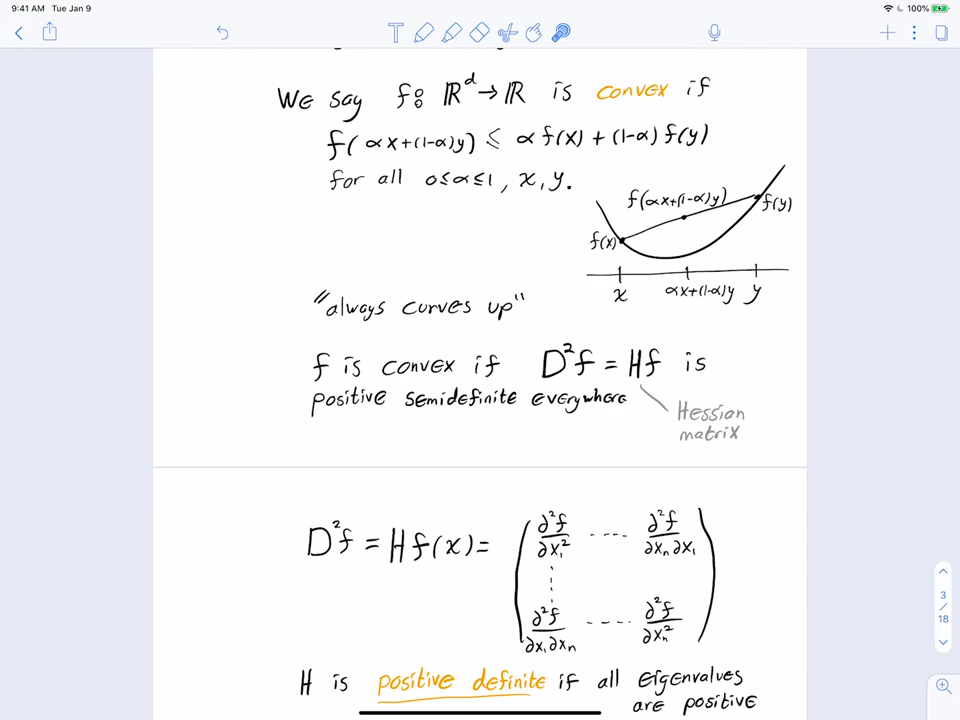 9:41 AM Tue Jan 9
100%
We say f: ℝᵈ → ℝ is convex if
f(αx+(1-α)y) ≤ α f(x) + (1-α) f(y)
for all 0≤α≤1, x, y.
f(αx+(1-α)y)
f(y)
f(x)
x αx+(1-α)y y
"always curves up"
f is convex if D²f = Hf is
positive semidefinite everywhere
Hessian
matrix
D²f = Hf(x) = ( ∂²f/∂x₁² ---- ∂²f/∂xₙ∂x₁
∂²f/∂x₁∂xₙ ---- ∂²f/∂xₙ² )
H is positive definite if all eigenvalues
are positive
3
/
18